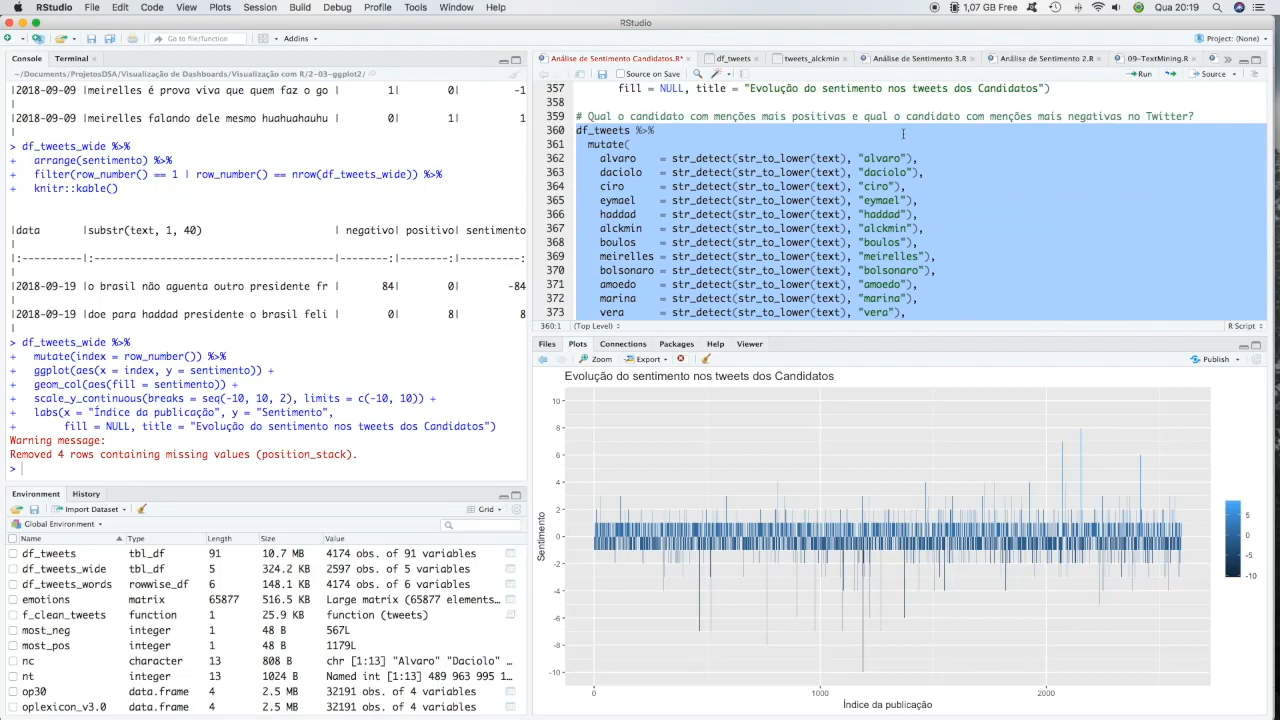 RStudio File Edit Code View Plots Session Build Debug Profile Tools Window Help 1,07 GB Free Qua 20:19
RStudio
Go to file/function Addins Project: (None)
Console Terminal ×
~/Documents/ProjetosDSA/Visualização de Dashboards/Visualização com R/2-03-ggplot2/
|2018-09-09 |meirelles é prova viva que quem faz o go | 1| 0| -1
|
|2018-09-09 |meirelles falando dele mesmo huahuahauhu | 0| 1| 1
|
> df_tweets_wide %>%
+ arrange(sentimento) %>%
+ filter(row_number() == 1 | row_number() == nrow(df_tweets_wide)) %>%
+ knitr::kable()
|data |substr(text, 1, 40) | negativo| positivo| sentimento
|
|:----------|:----------------------------------------|--------:|--------:|----------:
|
|2018-09-19 |o brasil não aguenta outro presidente fr | 84| 0| -84
|
|2018-09-19 |doe para haddad presidente o brasil feli | 0| 8| 8
|
> df_tweets_wide %>%
+ mutate(index = row_number()) %>%
+ ggplot(aes(x = index, y = sentimento)) +
+ geom_col(aes(fill = sentimento)) +
+ scale_y_continuous(breaks = seq(-10, 10, 2), limits = c(-10, 10)) +
+ labs(x = "Índice da publicação", y = "Sentimento",
+ fill = NULL, title = "Evolução do sentimento nos tweets dos Candidatos")
Warning message:
Removed 4 rows containing missing values (position_stack).
>
Environment History
Import Dataset Grid
Global Environment
Name Type Length Size Value
df_tweets tbl_df 91 10.7 MB 4174 obs. of 91 variables
df_tweets_wide tbl_df 5 324.2 KB 2597 obs. of 5 variables
df_tweets_words rowwise_df 6 148.1 KB 4174 obs. of 6 variables
emotions matrix 65877 516.5 KB Large matrix (65877 elements…
f_clean_tweets function 1 25.9 KB function (tweets)
most_neg integer 1 48 B 567L
most_pos integer 1 48 B 1179L
nc character 13 808 B chr [1:13] "Alvaro" "Daciolo" …
nt integer 13 1024 B Named int [1:13] 489 963 995 1…
op30 data.frame 4 2.5 MB 32191 obs. of 4 variables
oplexicon_v3.0 data.frame 4 2.5 MB 32191 obs. of 4 variables
Análise de Sentimento Candidatos.R* × df_tweets × tweets_alckmin × Análise de Sentimento 3.R × Análise de Sentimento 2.R × 09-TextMining.R ×
Source on Save Run Source
357 fill = NULL, title = "Evolução do sentimento nos tweets dos Candidatos")
358
359 # Qual o candidato com menções mais positivas e qual o candidato com menções mais negativas no Twitter?
360 df_tweets %>%
361 mutate(
362 alvaro = str_detect(str_to_lower(text), "alvaro"),
363 daciolo = str_detect(str_to_lower(text), "daciolo"),
364 ciro = str_detect(str_to_lower(text), "ciro"),
365 eymael = str_detect(str_to_lower(text), "eymael"),
366 haddad = str_detect(str_to_lower(text), "haddad"),
367 alckmin = str_detect(str_to_lower(text), "alckmin"),
368 boulos = str_detect(str_to_lower(text), "boulos"),
369 meirelles = str_detect(str_to_lower(text), "meirelles"),
370 bolsonaro = str_detect(str_to_lower(text), "bolsonaro"),
371 amoedo = str_detect(str_to_lower(text), "amoedo"),
372 marina = str_detect(str_to_lower(text), "marina"),
373 vera = str_detect(str_to_lower(text), "vera"),
360:1 (Top Level) R Script
Files Plots Connections Packages Help Viewer
Zoom Export Publish
Evolução do sentimento nos tweets dos Candidatos
10
8
6
4
2
0
-2
-4
-6
-8
-10
Sentimento
5
0
-5
-10
0 1000 2000
Índice da publicação